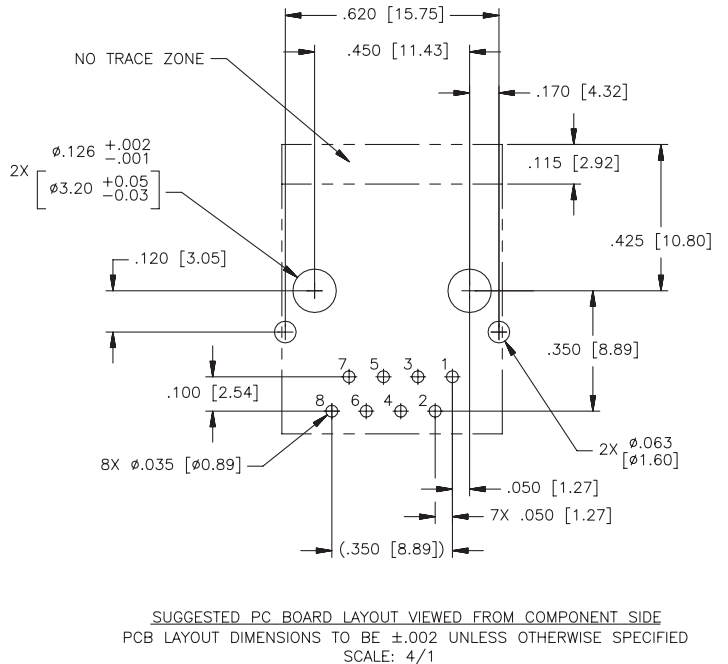 .620 [15.75]
.450 [11.43]
NO TRACE ZONE
.170 [4.32]
2X ø.126 +.002 -.001
[ø3.20 +0.05 -0.03]
.115 [2.92]
.425 [10.80]
.120 [3.05]
.350 [8.89]
7 5 3 1
.100 [2.54]
8 6 4 2
8X ø.035 [ø0.89]
2X ø.063
[ø1.60]
.050 [1.27]
7X .050 [1.27]
(.350 [8.89])
SUGGESTED PC BOARD LAYOUT VIEWED FROM COMPONENT SIDE
PCB LAYOUT DIMENSIONS TO BE ±.002 UNLESS OTHERWISE SPECIFIED
SCALE: 4/1